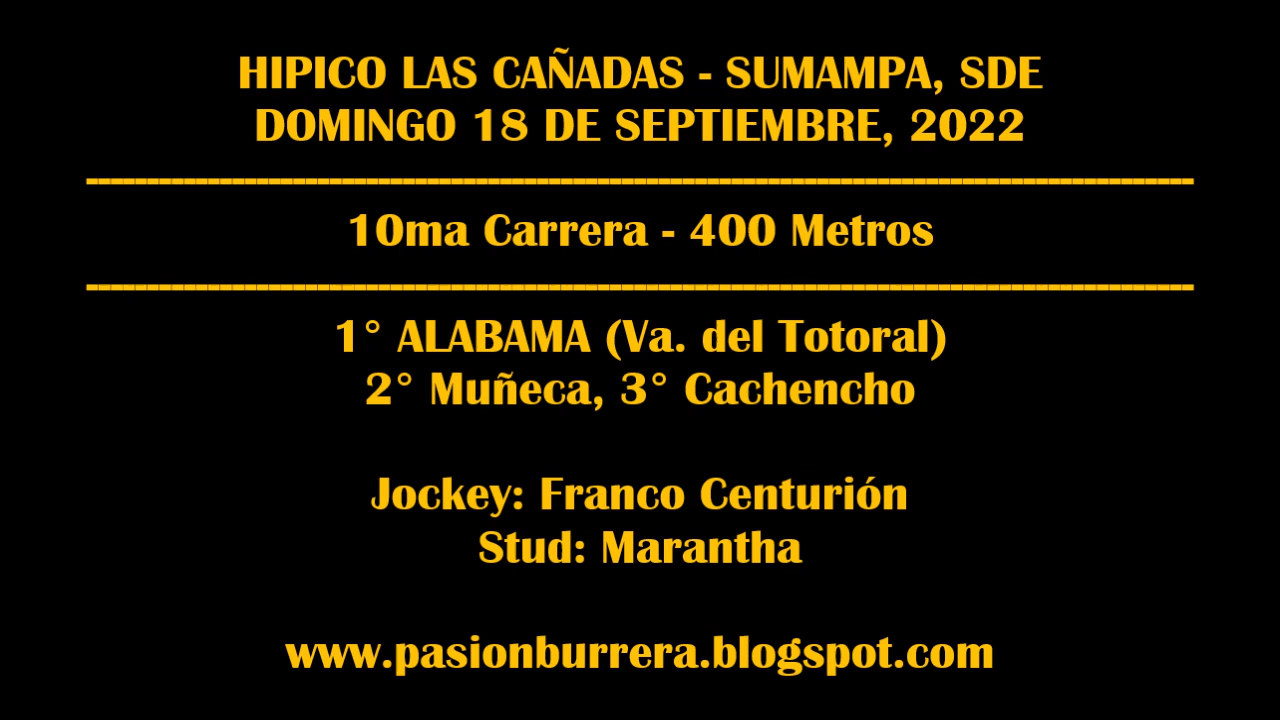 HIPICO LAS CAÑADAS - SUMAMPA, SDE
DOMINGO 18 DE SEPTIEMBRE, 2022
10ma Carrera - 400 Metros
1° ALABAMA (Va. del Totoral)
2° Muñeca, 3° Cachencho
Jockey: Franco Centurión
Stud: Marantha
www.pasionburrera.blogspot.com